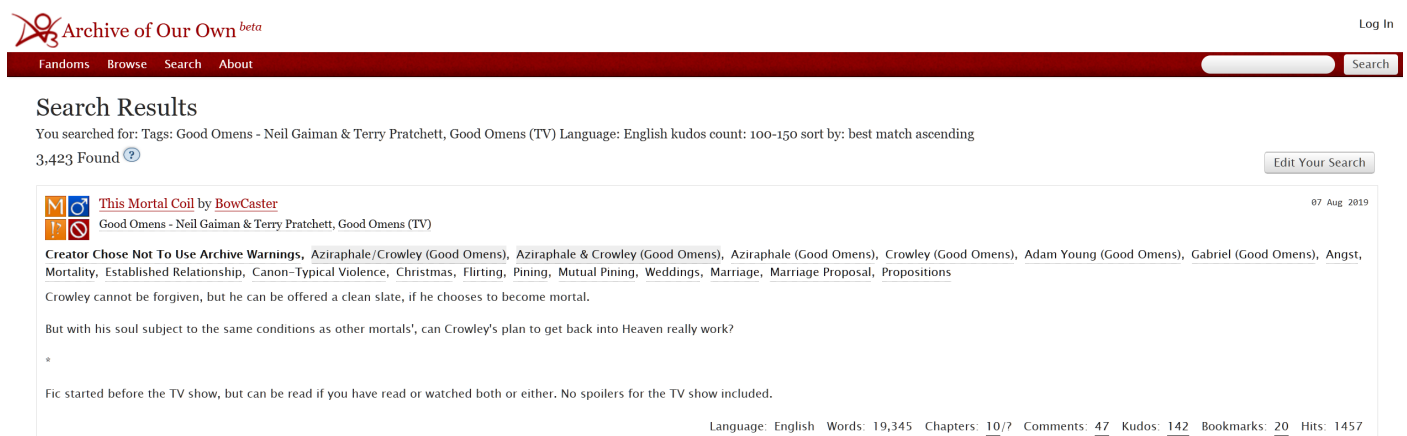 Archive of Our Own beta
Log In
Fandoms Browse Search About
Search
Search Results
You searched for: Tags: Good Omens - Neil Gaiman & Terry Pratchett, Good Omens (TV) Language: English kudos count: 100-150 sort by: best match ascending
3,423 Found ?
Edit Your Search
This Mortal Coil by BowCaster
07 Aug 2019
Good Omens - Neil Gaiman & Terry Pratchett, Good Omens (TV)
Creator Chose Not To Use Archive Warnings, Aziraphale/Crowley (Good Omens), Aziraphale & Crowley (Good Omens), Aziraphale (Good Omens), Crowley (Good Omens), Adam Young (Good Omens), Gabriel (Good Omens), Angst,
Mortality, Established Relationship, Canon-Typical Violence, Christmas, Flirting, Pining, Mutual Pining, Weddings, Marriage, Marriage Proposal, Propositions
Crowley cannot be forgiven, but he can be offered a clean slate, if he chooses to become mortal.
But with his soul subject to the same conditions as other mortals', can Crowley's plan to get back into Heaven really work?
*
Fic started before the TV show, but can be read if you have read or watched both or either. No spoilers for the TV show included.
Language: English Words: 19,345 Chapters: 10/? Comments: 47 Kudos: 142 Bookmarks: 20 Hits: 1457